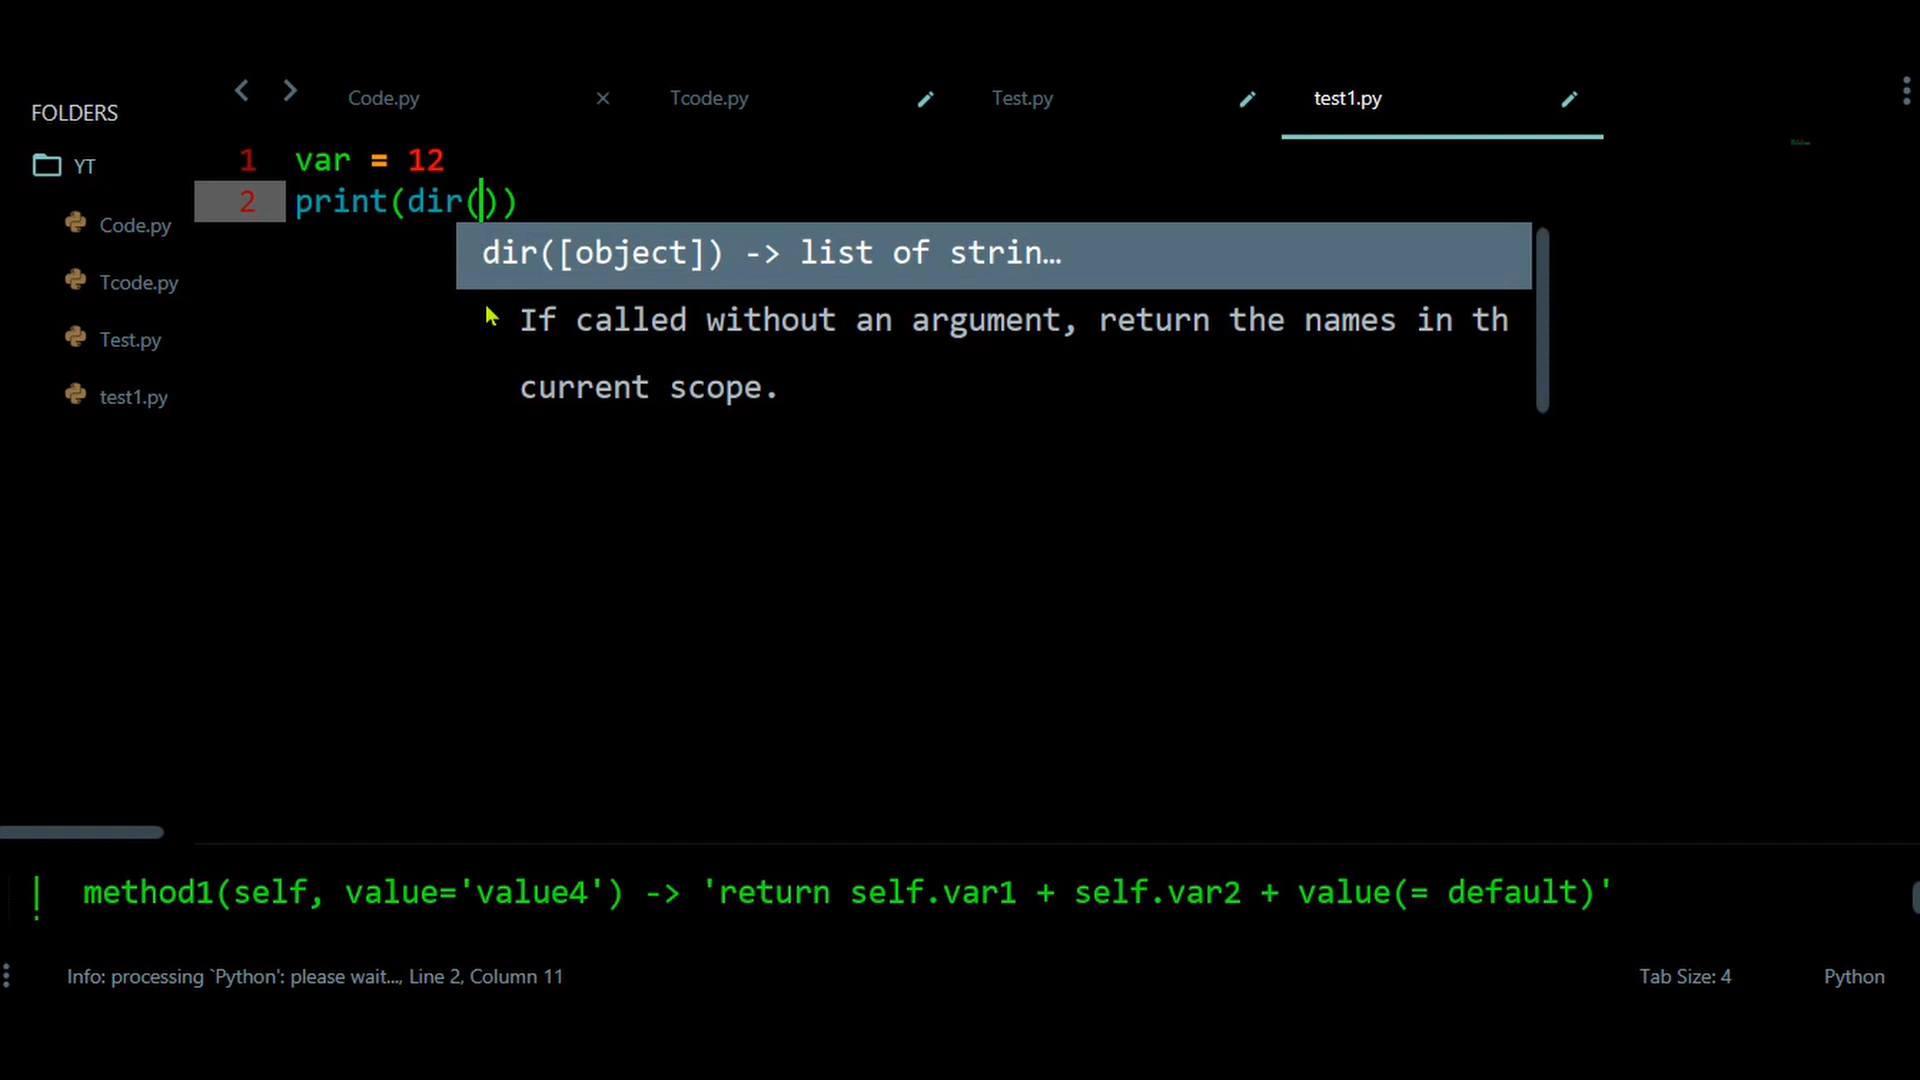 FOLDERS
YT
Code.py
Tcode.py
Test.py
test1.py
Code.py
Tcode.py
Test.py
test1.py
1 var = 12
2 print(dir())
dir([object]) -> list of strin…
If called without an argument, return the names in th
current scope.
| method1(self, value='value4') -> 'return self.var1 + self.var2 + value(= default)'
Info: processing `Python': please wait..., Line 2, Column 11
Tab Size: 4
Python